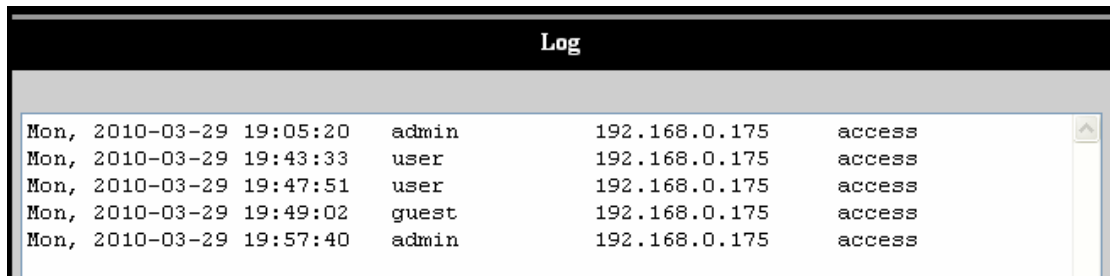 Log
Mon, 2010-03-29 19:05:20 admin 192.168.0.175 access
Mon, 2010-03-29 19:43:33 user 192.168.0.175 access
Mon, 2010-03-29 19:47:51 user 192.168.0.175 access
Mon, 2010-03-29 19:49:02 guest 192.168.0.175 access
Mon, 2010-03-29 19:57:40 admin 192.168.0.175 access